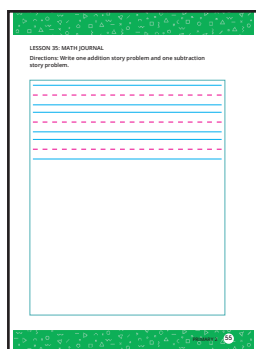 LESSON 35: MATH JOURNAL
Directions: Write one addition story problem and one subtraction
story problem.
55